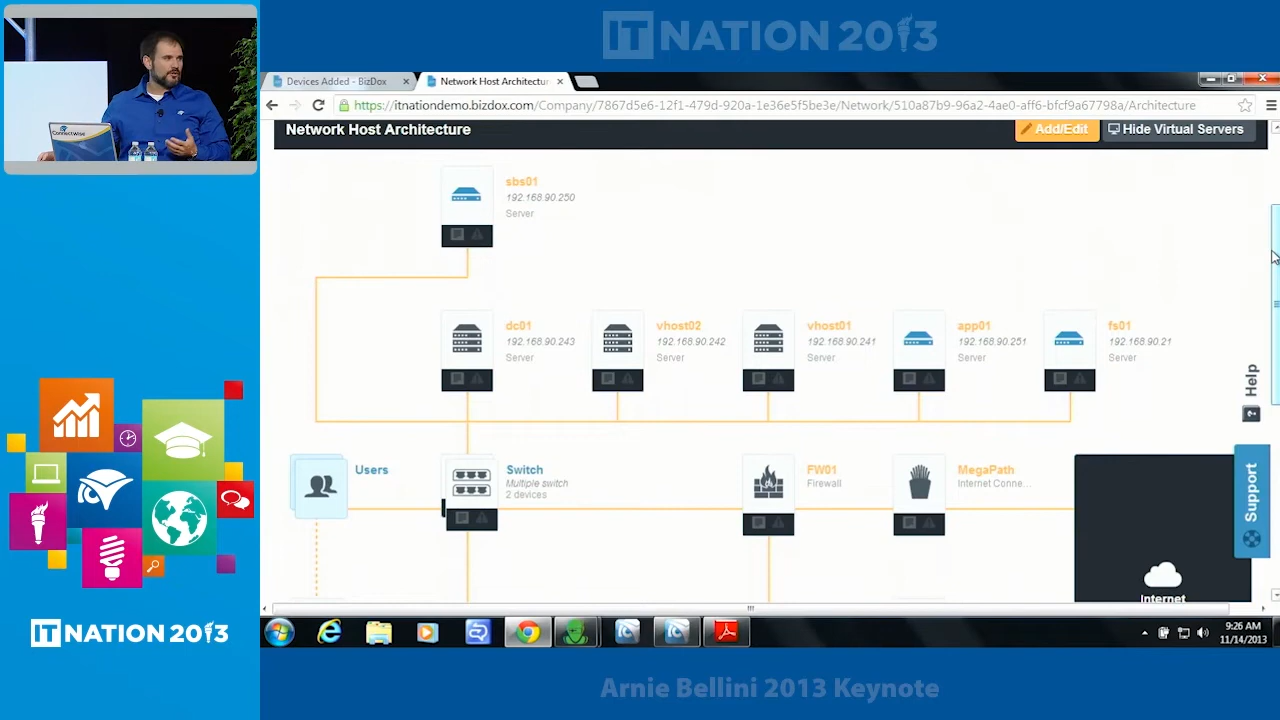 IT NATION 2013
ConnectWise
Devices Added - BizDox
Network Host Architectur
https://itnationdemo.bizdox.com/Company/7867d5e6-12f1-479d-920a-1e36e5f5be3e/Network/510a87b9-96a2-4ae0-aff6-bfcf9a67798a/Architecture
Network Host Architecture
Add/Edit
Hide Virtual Servers
sbs01
192.168.90.250
Server
dc01
192.168.90.243
Server
vhost02
192.168.90.242
Server
vhost01
192.168.90.241
Server
app01
192.168.90.251
Server
fs01
192.168.90.21
Server
Help
Users
Switch
Multiple switch
2 devices
FW01
Firewall
MegaPath
Internet Conne...
Support
Internet
IT NATION 2013
9:26 AM
11/14/2013
Arnie Bellini 2013 Keynote